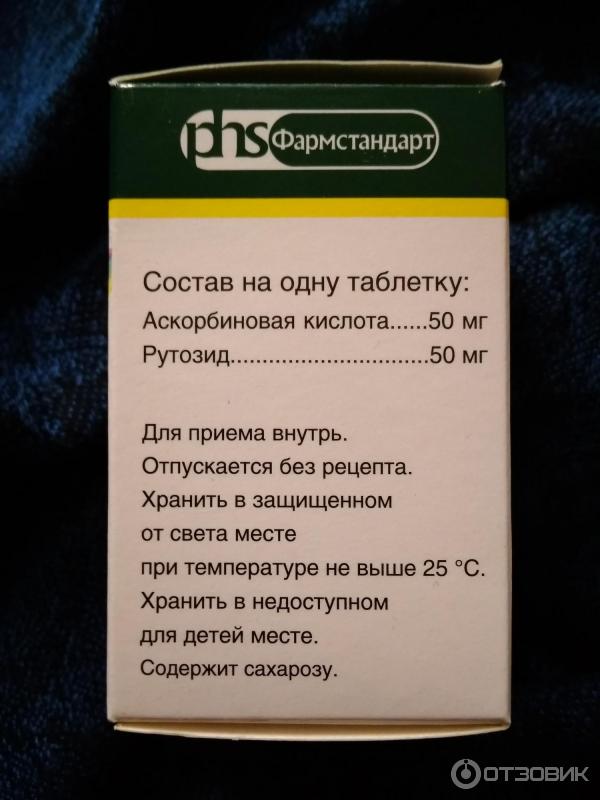 phs Фармстандарт
Состав на одну таблетку:
Аскорбиновая кислота......50 мг
Рутозид.................................50 мг
Для приема внутрь.
Отпускается без рецепта.
Хранить в защищенном
от света месте
при температуре не выше 25 °C.
Хранить в недоступном
для детей месте.
Содержит сахарозу.
ОТЗОВИК